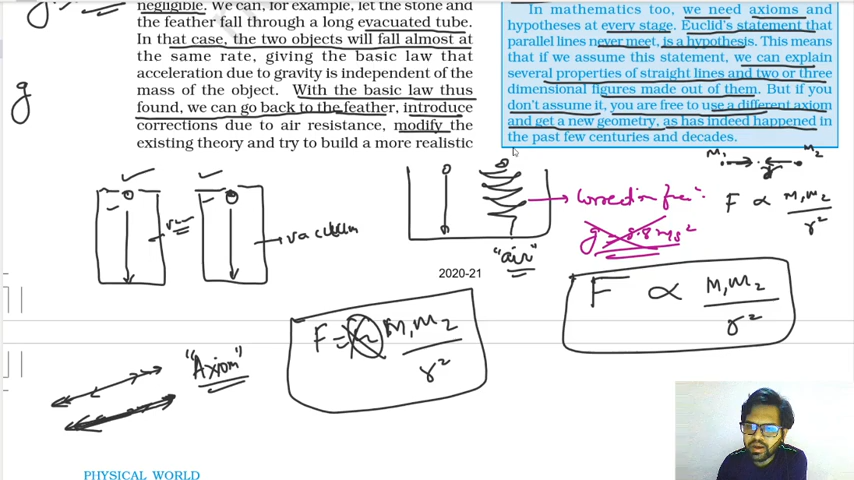 negligible. We can, for example, let the stone and
the feather fall through a long evacuated tube.
In that case, the two objects will fall almost at
the same rate, giving the basic law that
acceleration due to gravity is independent of the
mass of the object. With the basic law thus
found, we can go back to the feather, introduce
corrections due to air resistance, modify the
existing theory and try to build a more realistic
In mathematics too, we need axioms and
hypotheses at every stage. Euclid's statement that
parallel lines never meet, is a hypothesis. This means
that if we assume this statement, we can explain
several properties of straight lines and two or three
dimensional figures made out of them. But if you
don't assume it, you are free to use a different axiom
and get a new geometry, as has indeed happened in
the past few centuries and decades.
g
vacuum
"air"
g = 9.8 m/s²
M₁ M₂
r
F ∝ M₁M₂
r²
2020-21
F = G M₁M₂
r²
F ∝ M₁M₂
r²
"Axiom"
PHYSICAL WORLD